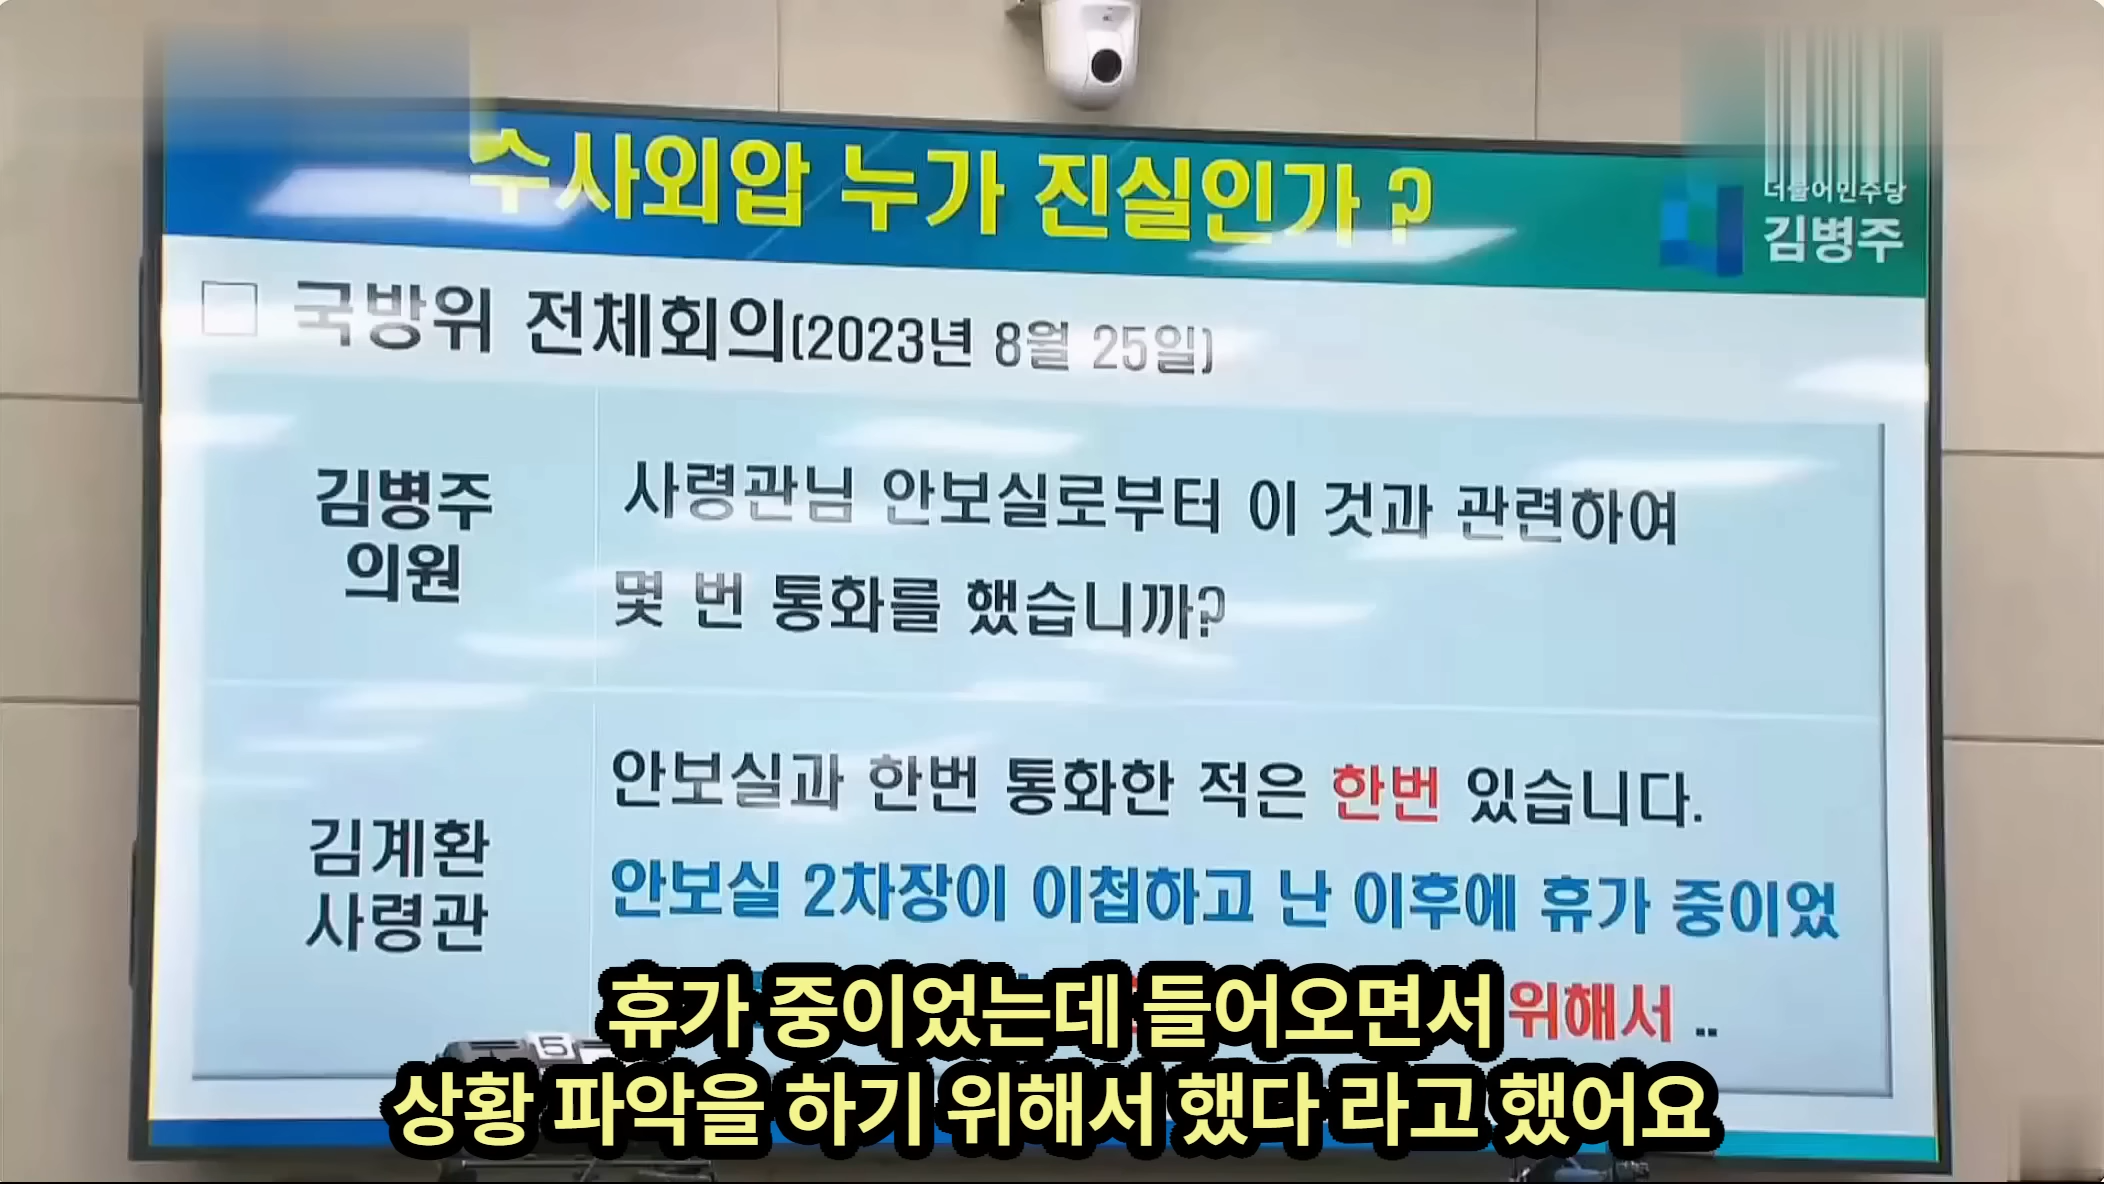 수사외압 누가 진실인가?
더불어민주당
김병주
국방위 전체회의(2023년 8월 25일)
김병주
의원
사령관님 안보실로부터 이 것과 관련하여
몇 번 통화를 했습니까?
김계환
사령관
안보실과 한번 통화한 적은 한번 있습니다.
안보실 2차장이 이첩하고 난 이후에 휴가 중이었
위해서 ..
5
휴가 중이었는데 들어오면서
상황 파악을 하기 위해서 했다 라고 했어요